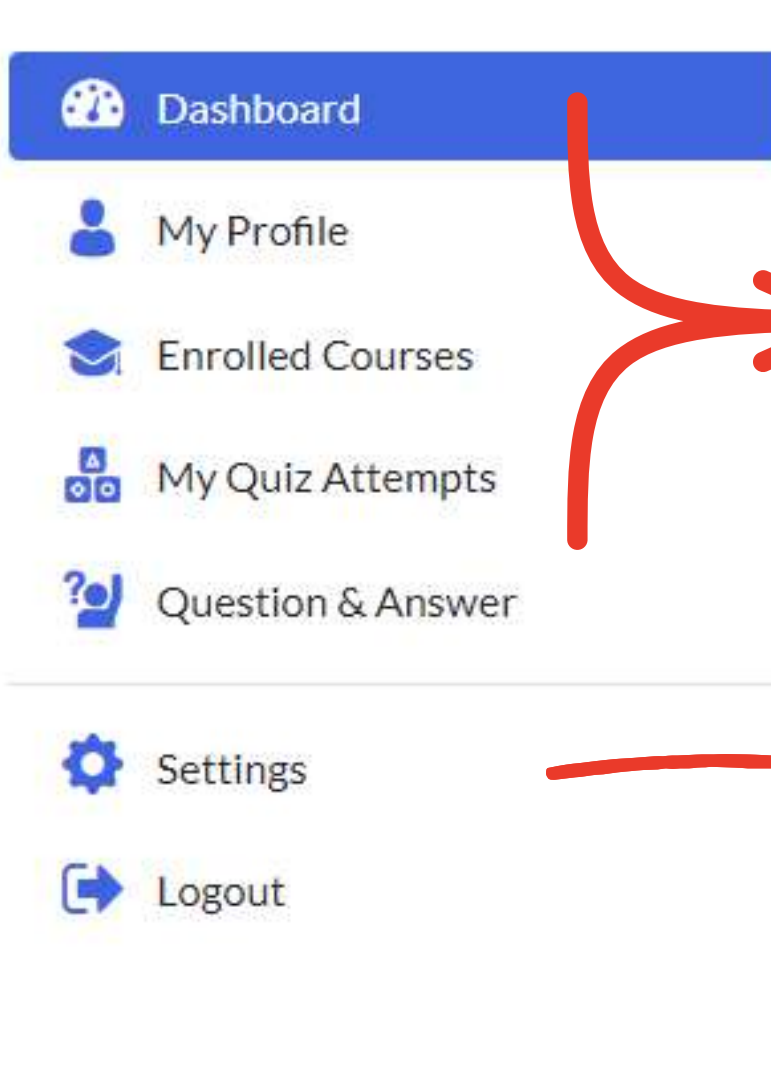 Dashboard
My Profile
Enrolled Courses
My Quiz Attempts
Question & Answer
Settings
Logout